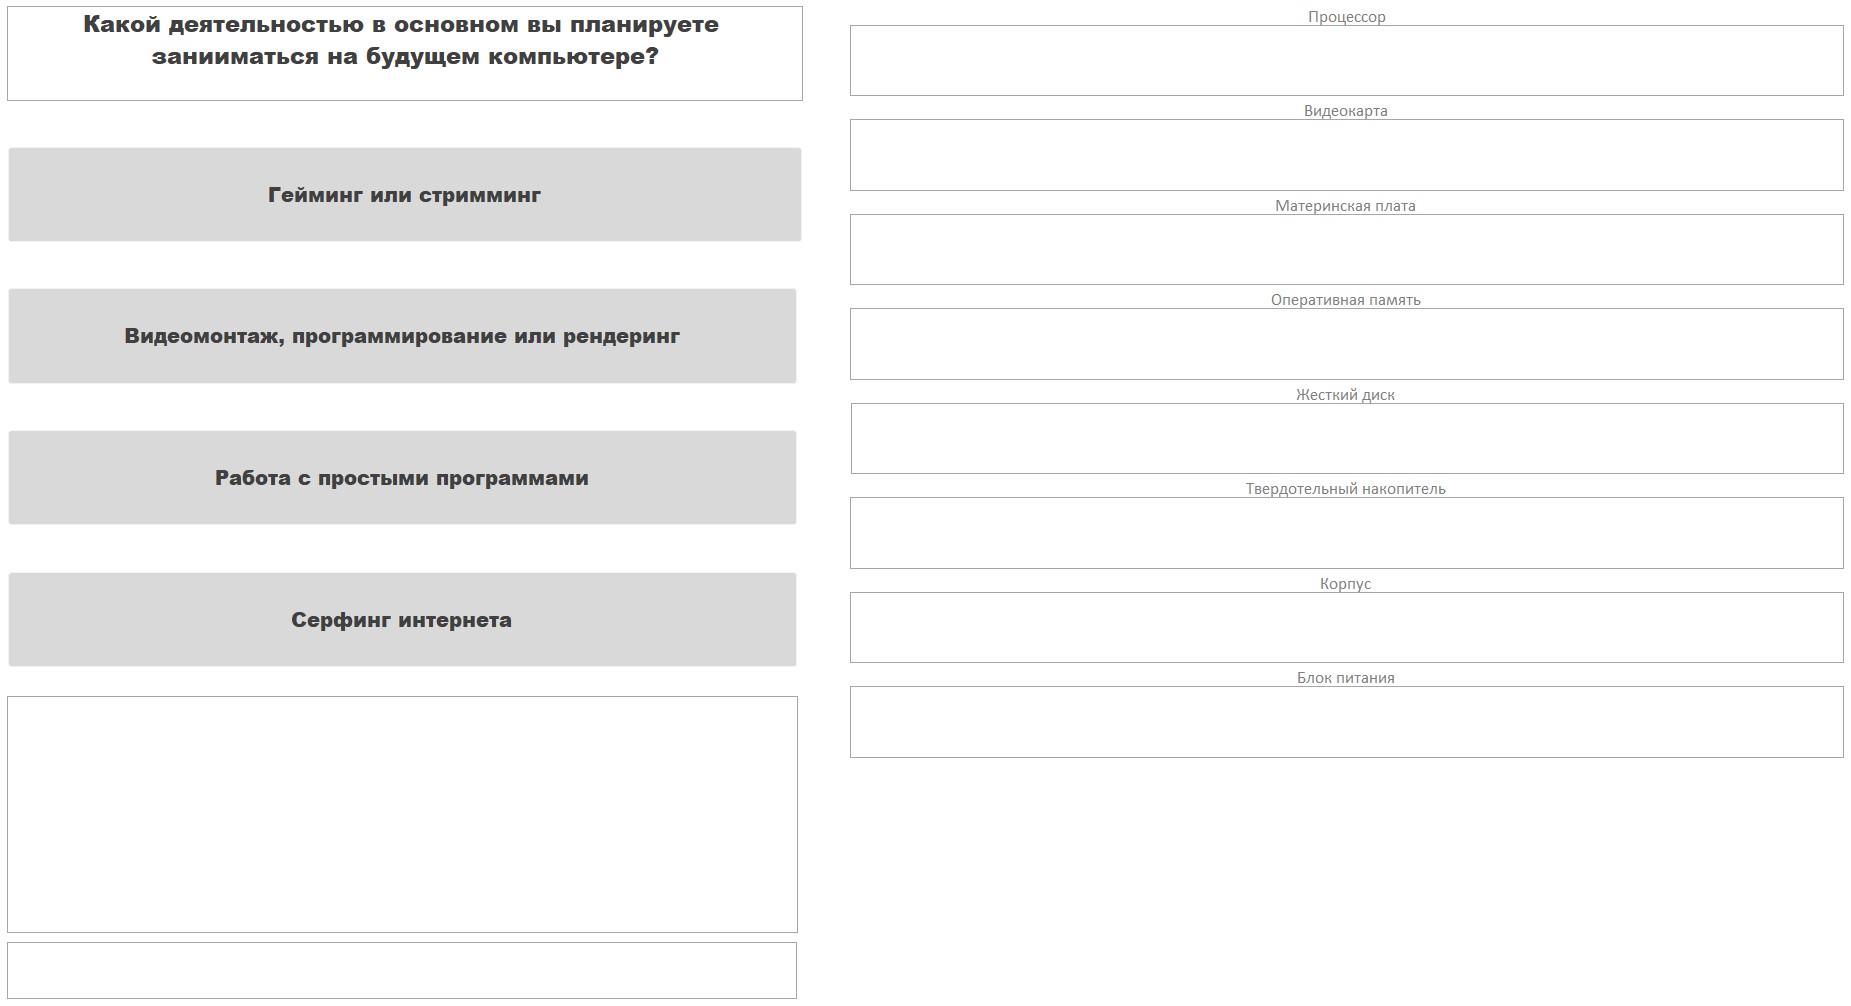 Какой деятельностью в основном вы планируете
заниматься на будущем компьютере?
Гейминг или стримминг
Видеомонтаж, программирование или рендеринг
Работа с простыми программами
Серфинг интернета
Процессор
Видеокарта
Материнская плата
Оперативная память
Жесткий диск
Твердотельный накопитель
Корпус
Блок питания